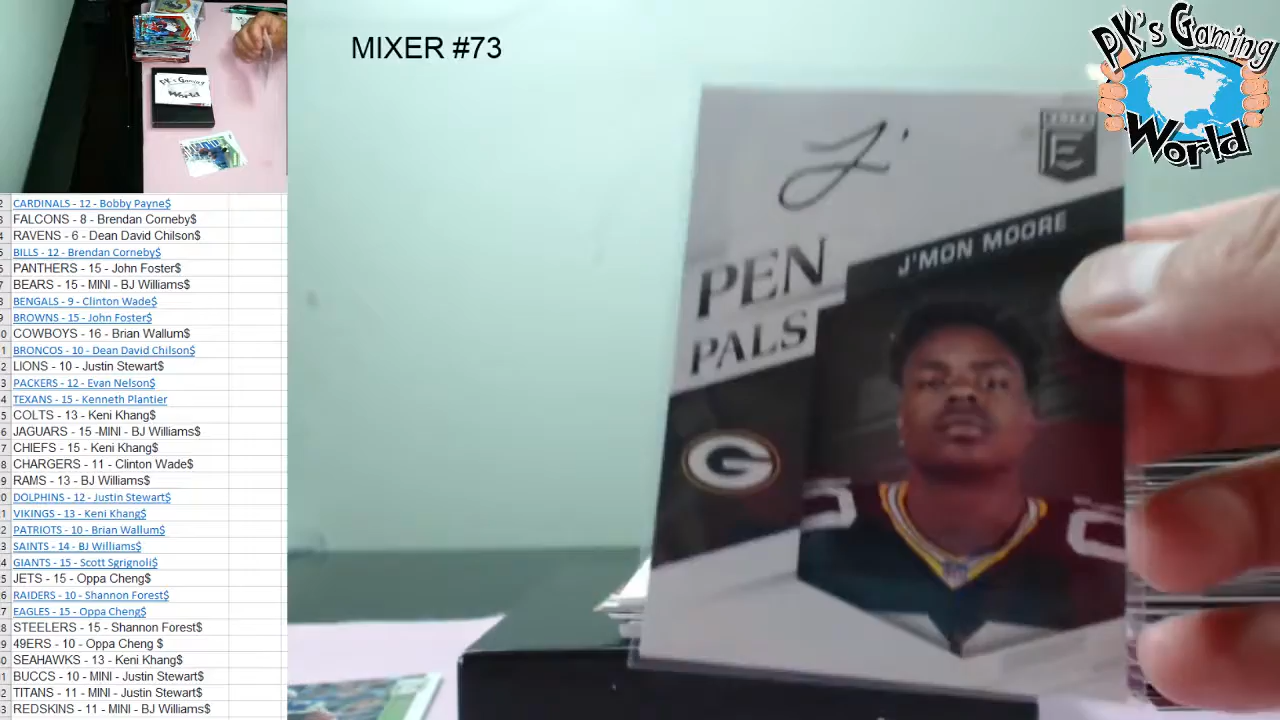 MIXER #73
PK's Gaming
World
PK's Gaming
World
J'MON MOORE
PEN
PALS
G
E
CARDINALS - 12 - Bobby Payne$
FALCONS - 8 - Brendan Corneby$
RAVENS - 6 - Dean David Chilson$
BILLS - 12 - Brendan Corneby$
PANTHERS - 15 - John Foster$
BEARS - 15 - MINI - BJ Williams$
BENGALS - 9 - Clinton Wade$
BROWNS - 15 - John Foster$
COWBOYS - 16 - Brian Wallum$
BRONCOS - 10 - Dean David Chilson$
LIONS - 10 - Justin Stewart$
PACKERS - 12 - Evan Nelson$
TEXANS - 15 - Kenneth Plantier
COLTS - 13 - Keni Khang$
JAGUARS - 15 -MINI - BJ Williams$
CHIEFS - 15 - Keni Khang$
CHARGERS - 11 - Clinton Wade$
RAMS - 13 - BJ Williams$
DOLPHINS - 12 - Justin Stewart$
VIKINGS - 13 - Keni Khang$
PATRIOTS - 10 - Brian Wallum$
SAINTS - 14 - BJ Williams$
GIANTS - 15 - Scott Sgrignoli$
JETS - 15 - Oppa Cheng$
RAIDERS - 10 - Shannon Forest$
EAGLES - 15 - Oppa Cheng$
STEELERS - 15 - Shannon Forest$
49ERS - 10 - Oppa Cheng $
SEAHAWKS - 13 - Keni Khang$
BUCCS - 10 - MINI - Justin Stewart$
TITANS - 11 - MINI - Justin Stewart$
REDSKINS - 11 - MINI - BJ Williams$